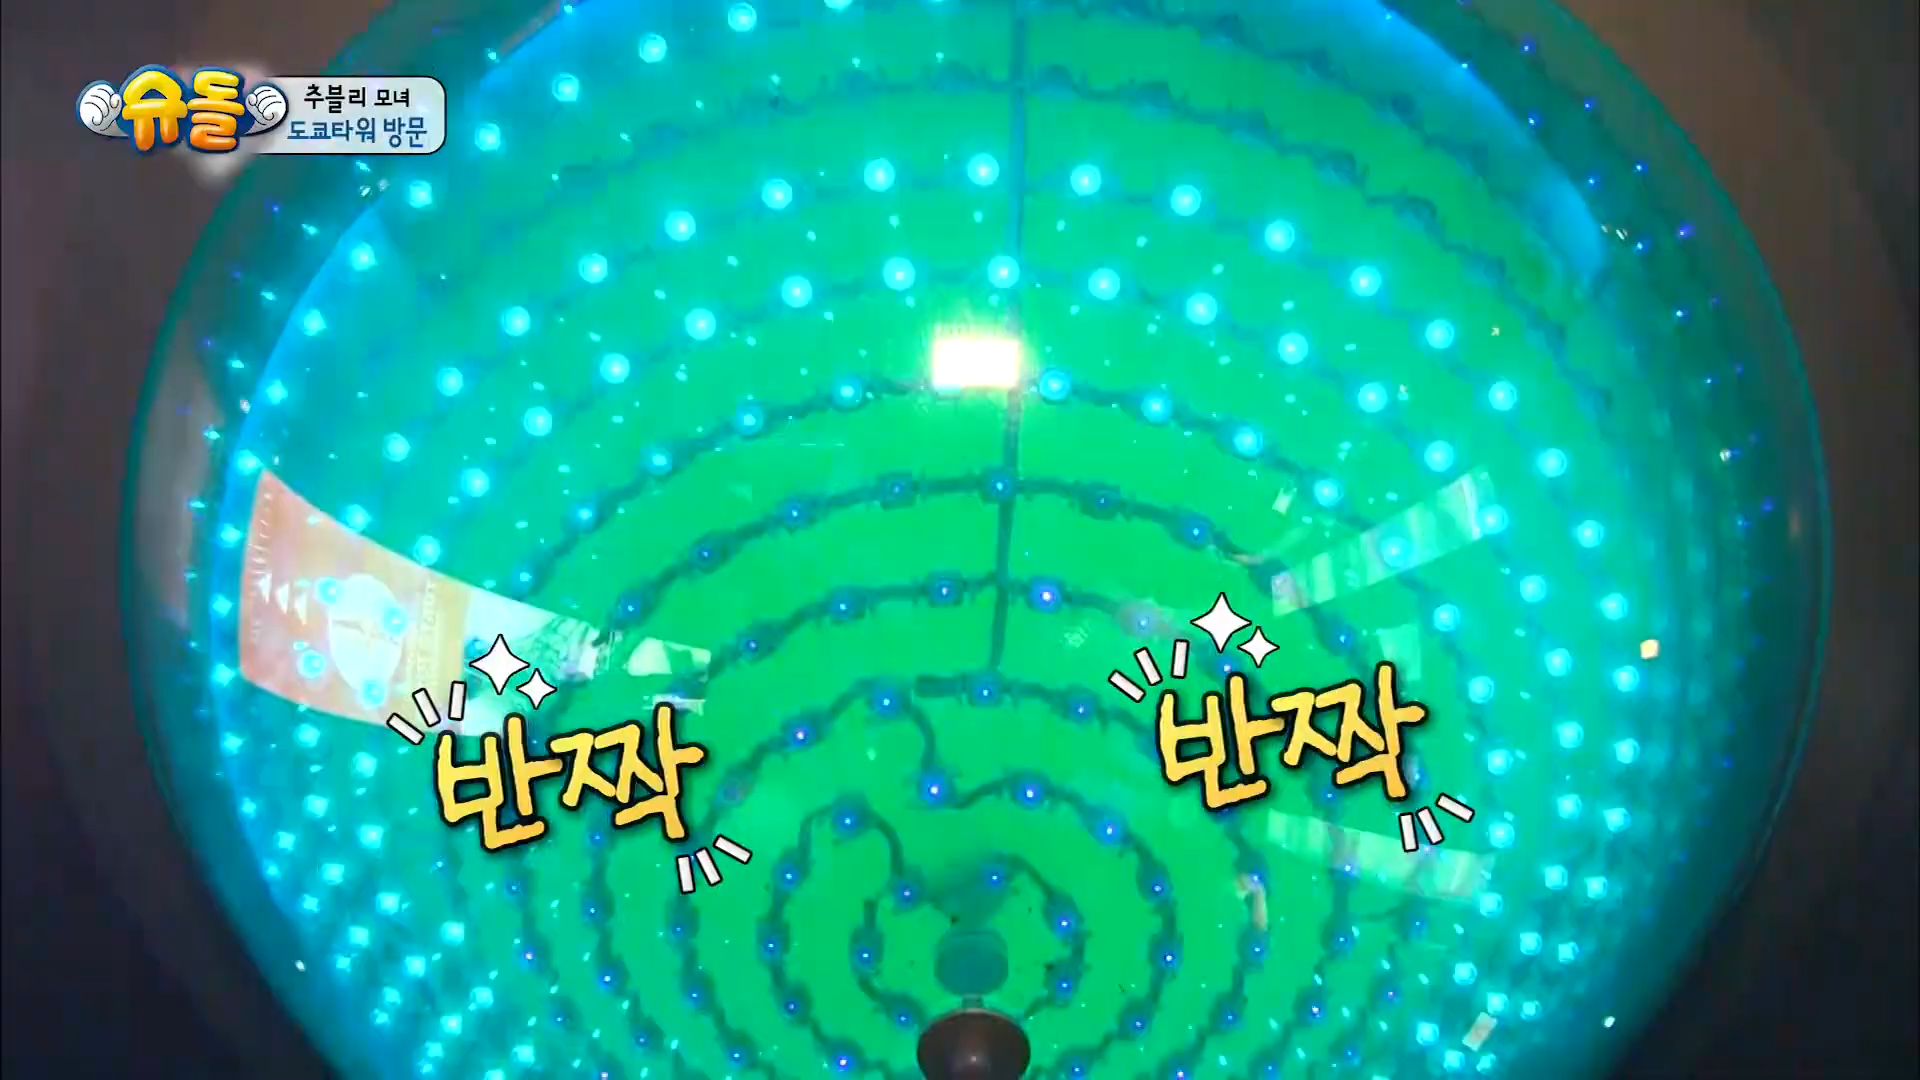 슈돌
추블리 모녀
도쿄타워 방문
반짝
반짝